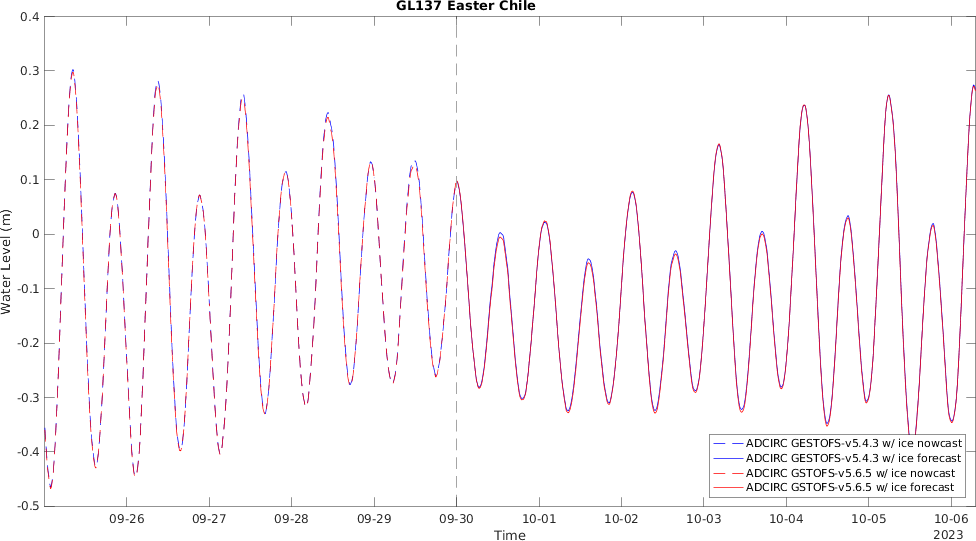 GL137 Easter Chile
0.4
0.3
0.2
0.1
0
-0.1
-0.2
-0.3
-0.4
-0.5
Water Level (m)
ADCIRC GESTOFS-v5.4.3 w/ ice nowcast
ADCIRC GESTOFS-v5.4.3 w/ ice forecast
ADCIRC GSTOFS-v5.6.5 w/ ice nowcast
ADCIRC GSTOFS-v5.6.5 w/ ice forecast
09-26 09-27 09-28 09-29 09-30 10-01 10-02 10-03 10-04 10-05 10-06
Time 2023